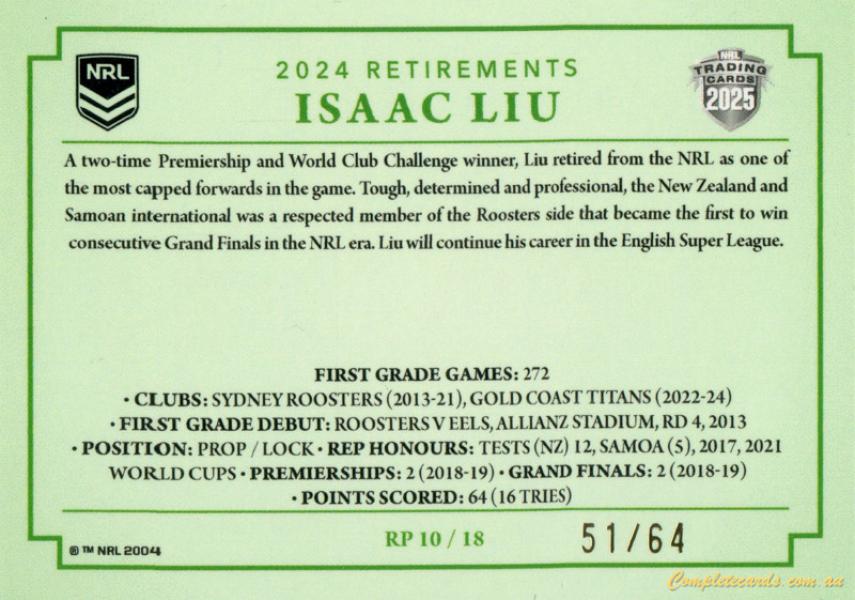 NRL
2024 RETIREMENTS
ISAAC LIU
NRL
TRADING
CARDS
2025
A two-time Premiership and World Club Challenge winner, Liu retired from the NRL as one of
the most capped forwards in the game. Tough, determined and professional, the New Zealand and
Samoan international was a respected member of the Roosters side that became the first to win
consecutive Grand Finals in the NRL era. Liu will continue his career in the English Super League.
FIRST GRADE GAMES: 272
• CLUBS: SYDNEY ROOSTERS (2013-21), GOLD COAST TITANS (2022-24)
• FIRST GRADE DEBUT: ROOSTERS V EELS, ALLIANZ STADIUM, RD 4, 2013
• POSITION: PROP / LOCK • REP HONOURS: TESTS (NZ) 12, SAMOA (5), 2017, 2021
WORLD CUPS • PREMIERSHIPS: 2 (2018-19) • GRAND FINALS: 2 (2018-19)
• POINTS SCORED: 64 (16 TRIES)
® ™ NRL 2004
RP 10 / 18
51/64
Completecards.com.au